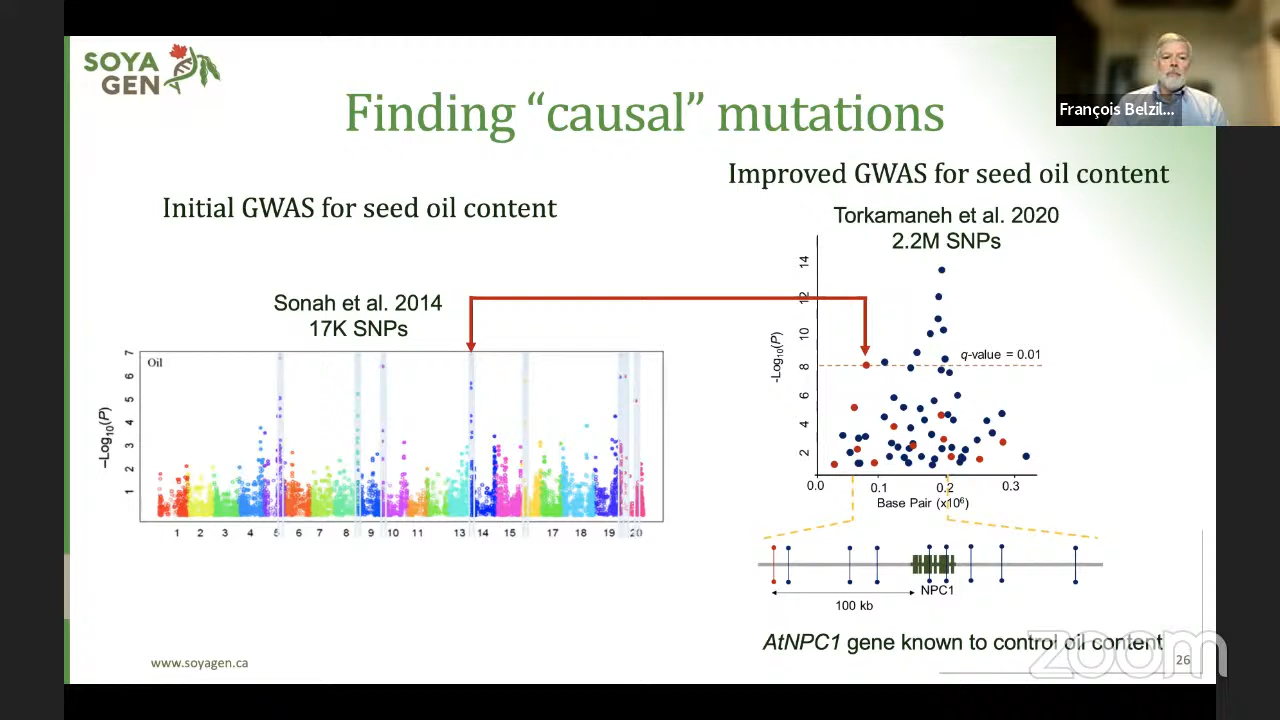 SOYA
GEN
François Belzil...
Finding “causal” mutations
Initial GWAS for seed oil content
Improved GWAS for seed oil content
Sonah et al. 2014
17K SNPs
Torkamaneh et al. 2020
2.2M SNPs
Oil
7
6
5
4
3
2
1
–Log10(P)
1 2 3 4 5 6 7 8 9 10 11 13 14 15 16 17 18 19 20
14
12
10
8
6
4
2
-Log10(P)
q-value = 0.01
0.0 0.1 0.2 0.3
Base Pair (x10⁶)
NPC1
100 kb
AtNPC1 gene known to control oil content
www.soyagen.ca
zoom
26